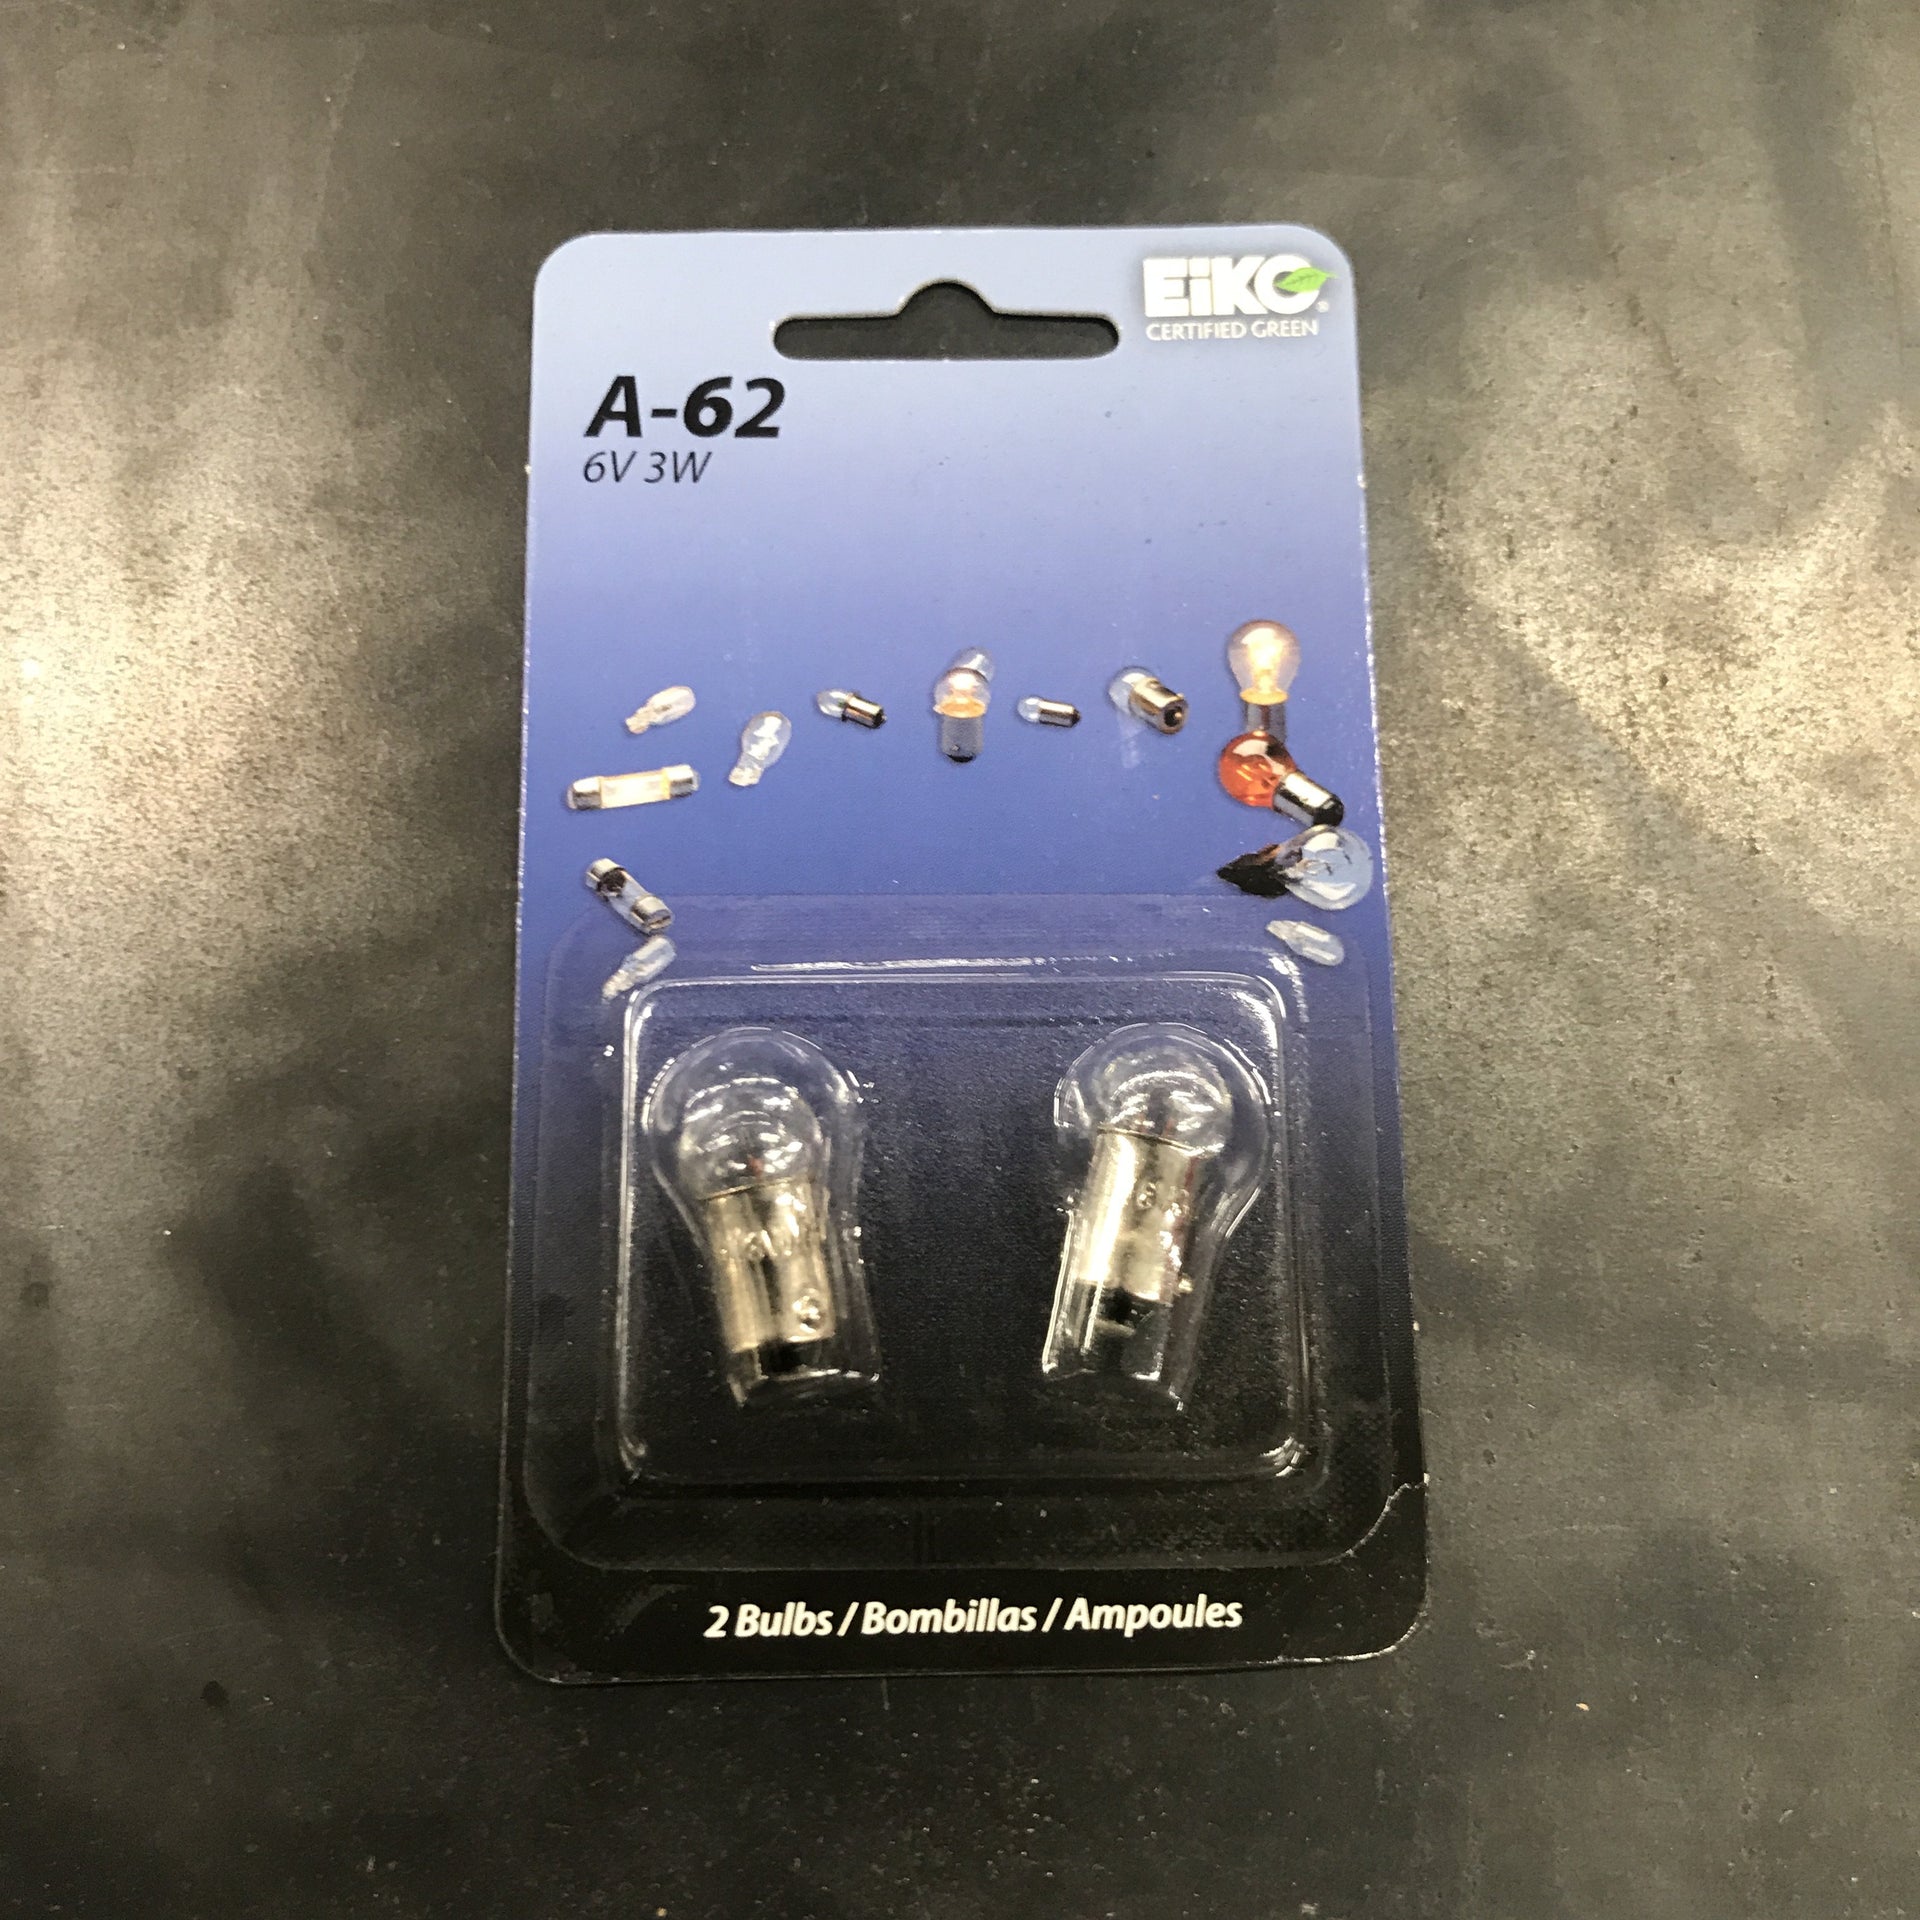 EiKO
CERTIFIED GREEN
A-62
6V 3W
2 Bulbs / Bombillas / Ampoules